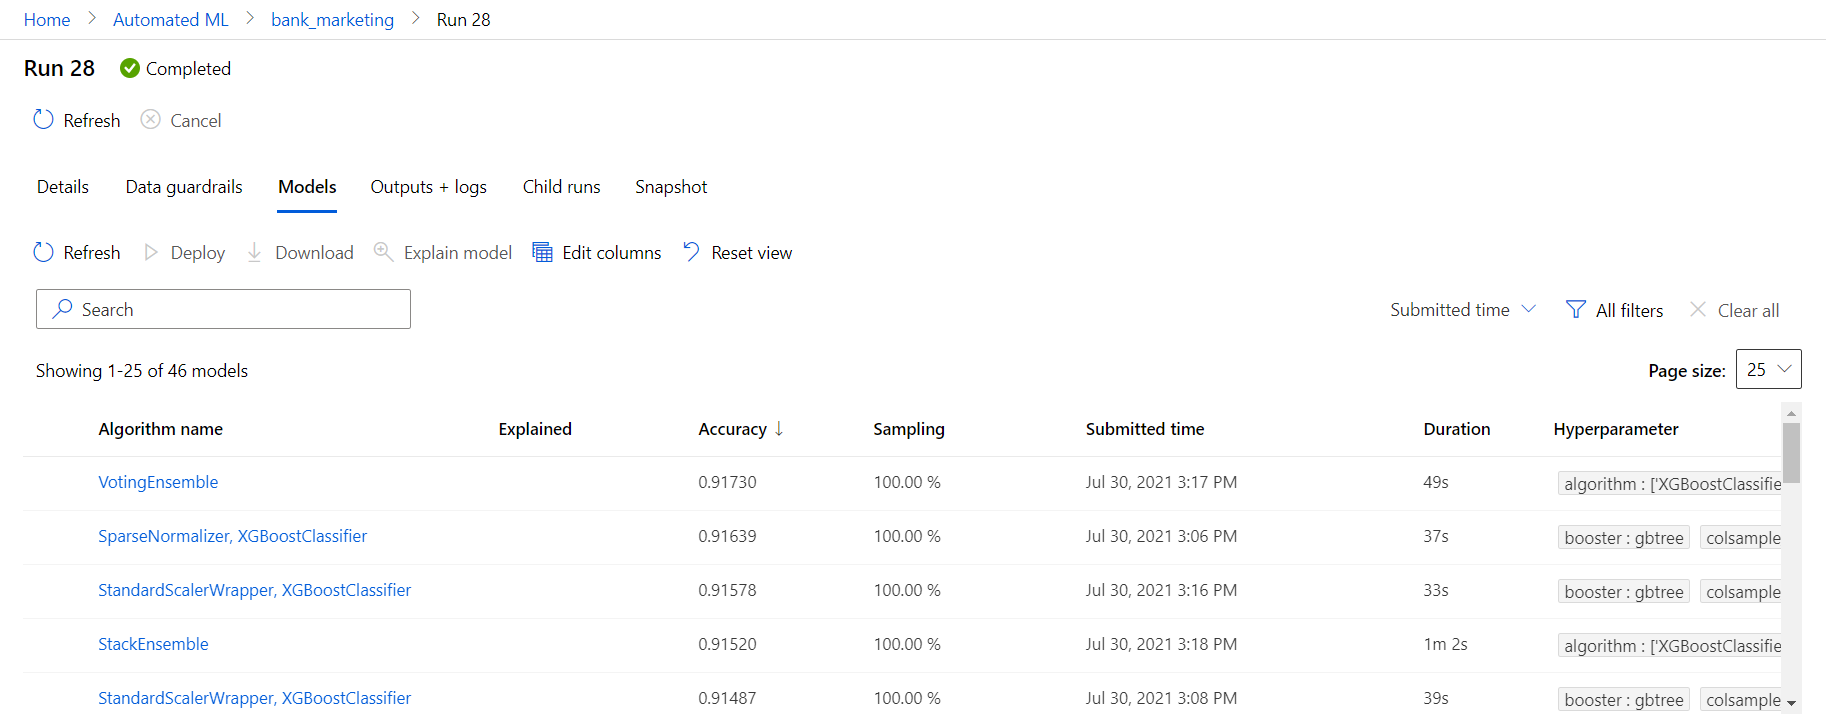 Home > Automated ML > bank_marketing > Run 28
Run 28 Completed
Refresh Cancel
Details Data guardrails Models Outputs + logs Child runs Snapshot
Refresh Deploy Download Explain model Edit columns Reset view
Search Submitted time All filters Clear all
Showing 1-25 of 46 models Page size: 25
Algorithm name Explained Accuracy ↓ Sampling Submitted time Duration Hyperparameter
VotingEnsemble 0.91730 100.00 % Jul 30, 2021 3:17 PM 49s algorithm : ['XGBoostClassifie
SparseNormalizer, XGBoostClassifier 0.91639 100.00 % Jul 30, 2021 3:06 PM 37s booster : gbtree colsample
StandardScalerWrapper, XGBoostClassifier 0.91578 100.00 % Jul 30, 2021 3:16 PM 33s booster : gbtree colsample
StackEnsemble 0.91520 100.00 % Jul 30, 2021 3:18 PM 1m 2s algorithm : ['XGBoostClassifie
StandardScalerWrapper, XGBoostClassifier 0.91487 100.00 % Jul 30, 2021 3:08 PM 39s booster : gbtree colsample